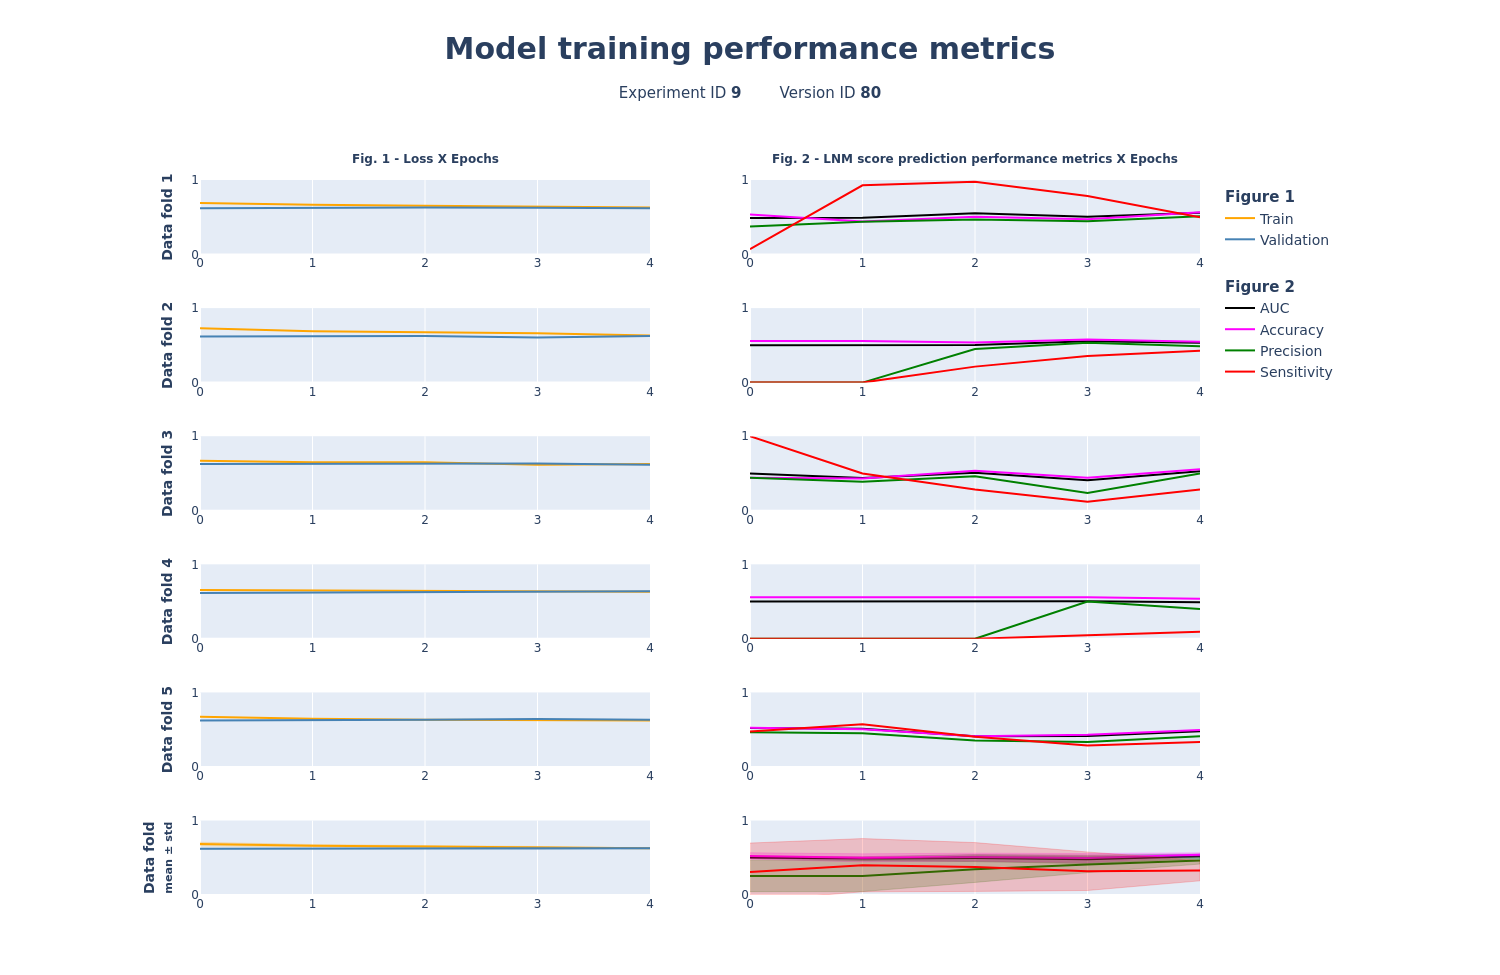 Model training performance metrics
Experiment ID 9 Version ID 80
Fig. 1 - Loss X Epochs
Fig. 2 - LNM score prediction performance metrics X Epochs
Data fold 1
1
0
0 1 2 3 4
1
0
0 1 2 3 4
Figure 1
Train
Validation
Figure 2
AUC
Accuracy
Precision
Sensitivity
Data fold 2
1
0
0 1 2 3 4
1
0
0 1 2 3 4
Data fold 3
1
0
0 1 2 3 4
1
0
0 1 2 3 4
Data fold 4
1
0
0 1 2 3 4
1
0
0 1 2 3 4
Data fold 5
1
0
0 1 2 3 4
1
0
0 1 2 3 4
Data fold
mean ± std
1
0
0 1 2 3 4
1
0
0 1 2 3 4